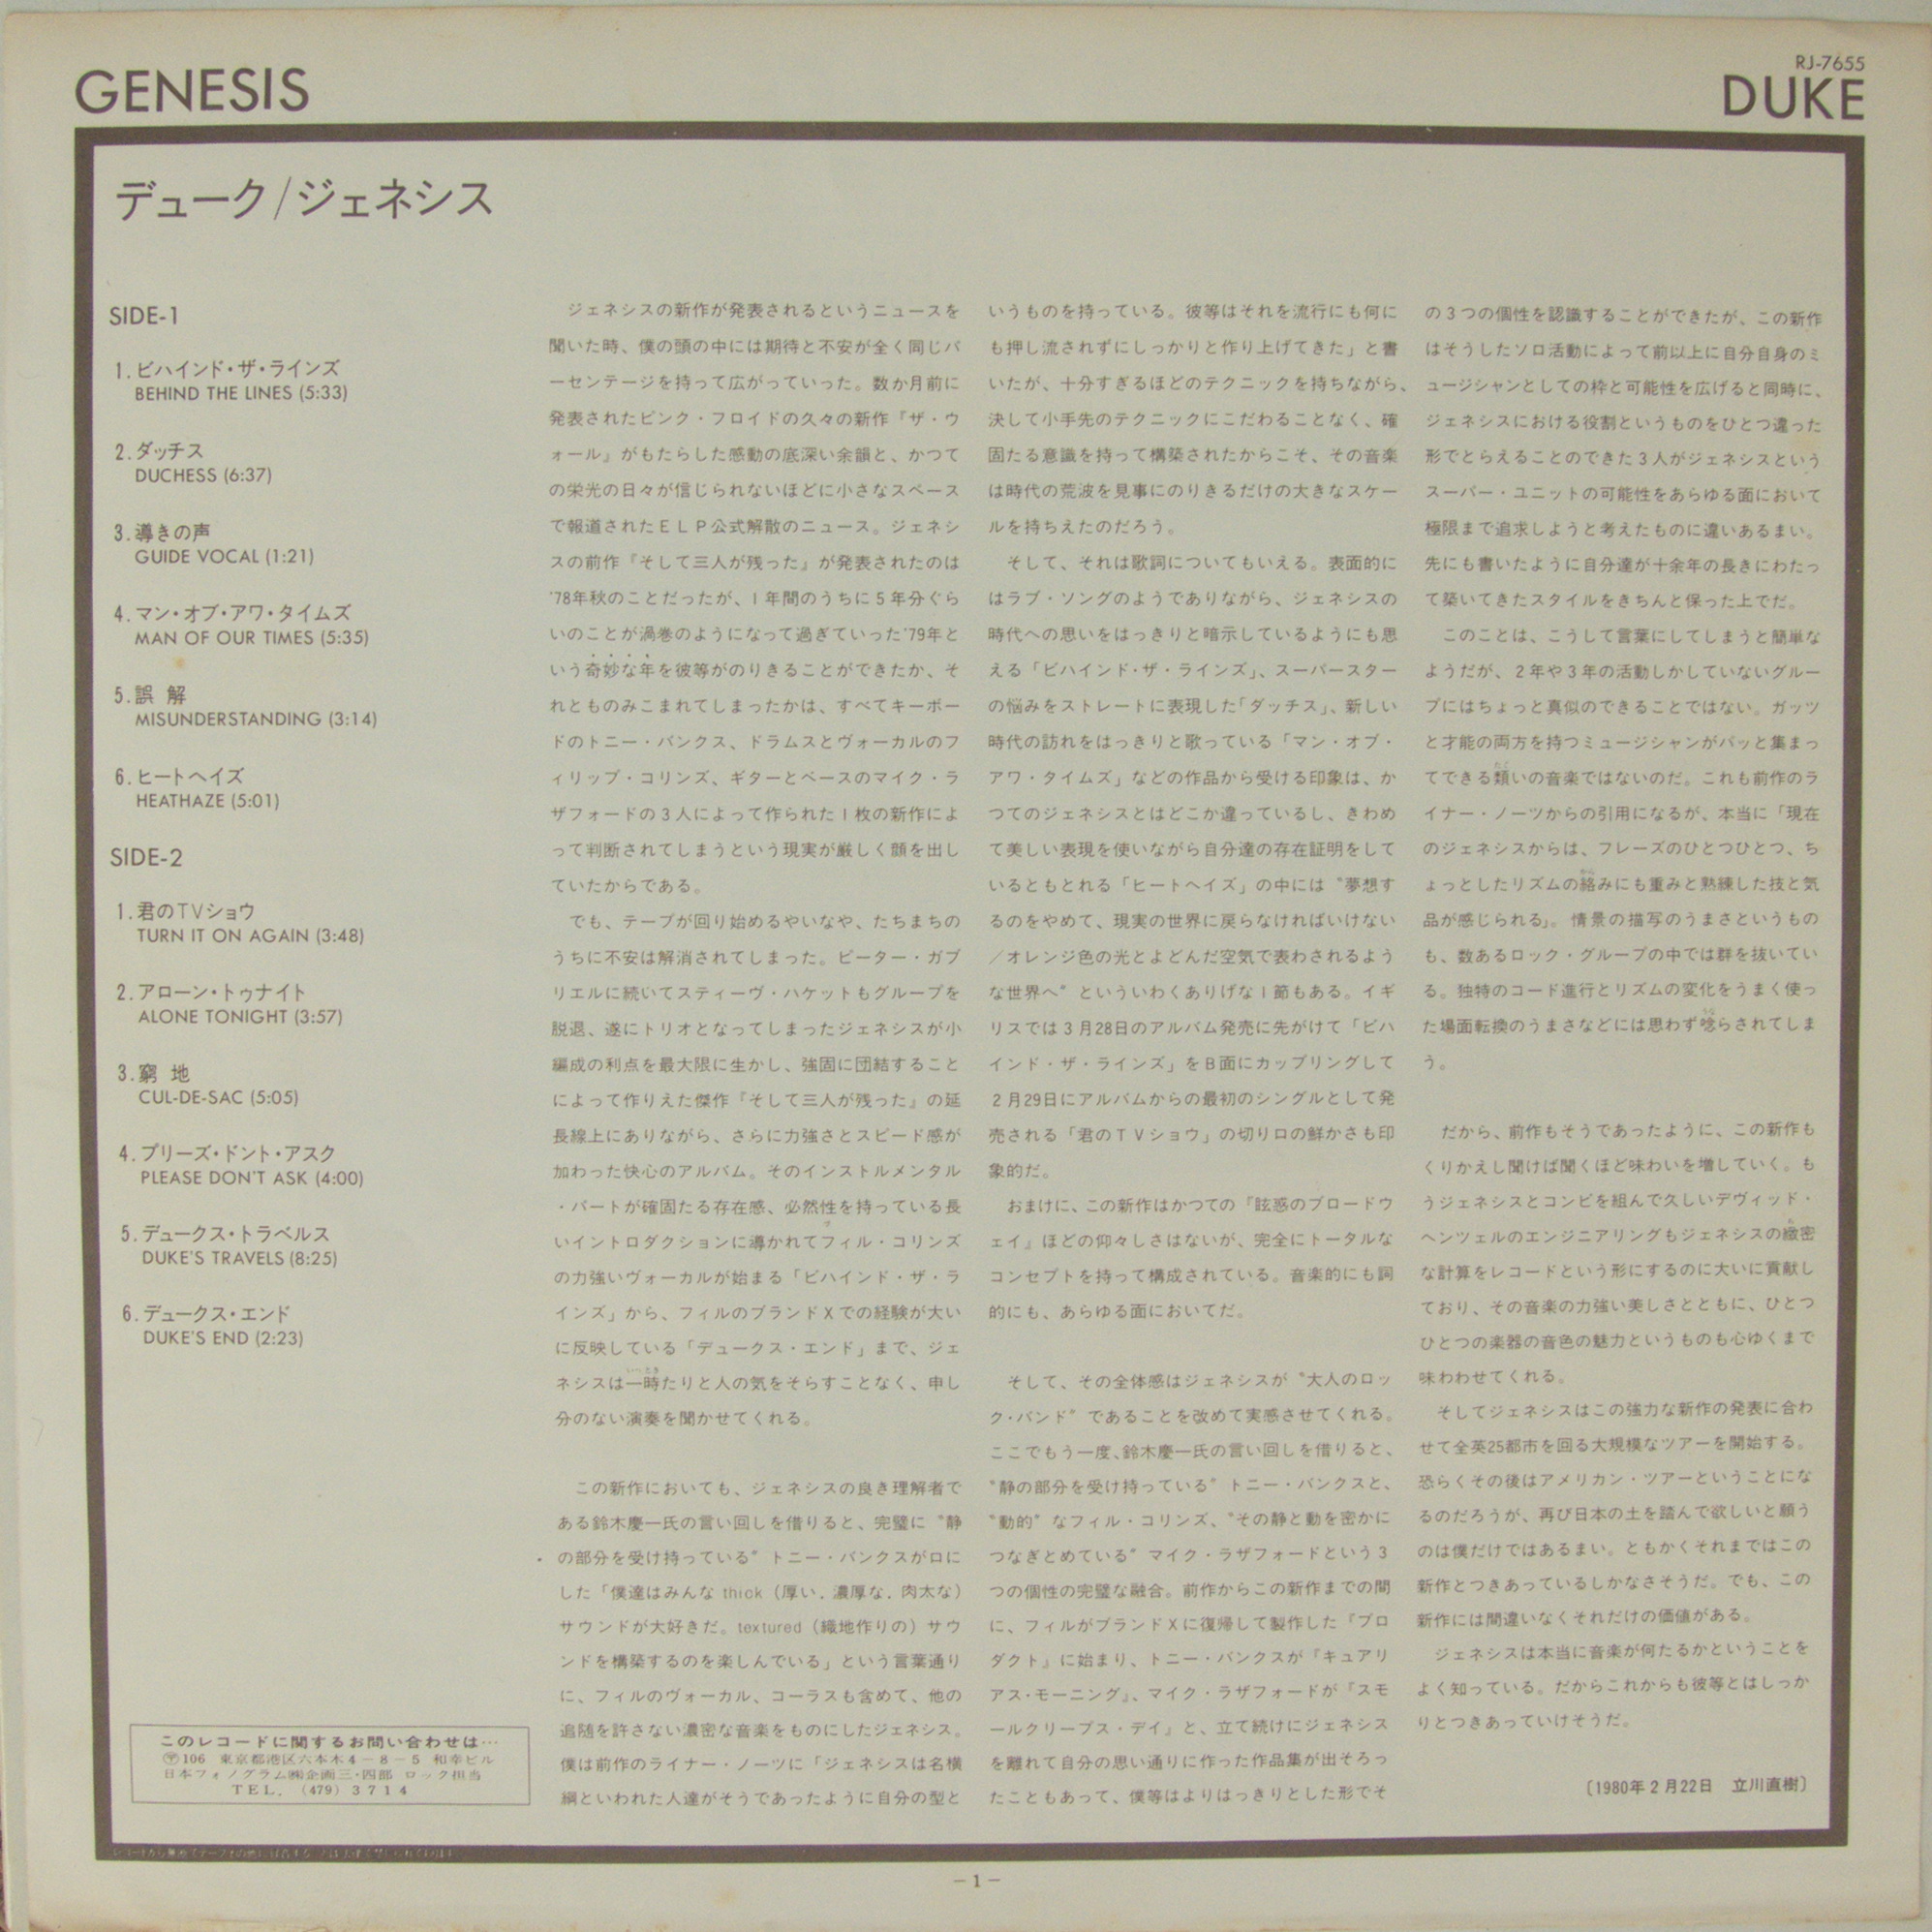 GENESIS
RJ-7655
DUKE
デューク/ジェネシス
SIDE-1
1. ビハインド・ザ・ラインズ
BEHIND THE LINES (5:33)
2. ダッチス
DUCHESS (6:37)
3. 導きの声
GUIDE VOCAL (1:21)
4. マン・オブ・アワ・タイムズ
MAN OF OUR TIMES (5:35)
5. 誤 解
MISUNDERSTANDING (3:14)
6. ヒートヘイズ
HEATHAZE (5:01)
SIDE-2
1. 君のTVショウ
TURN IT ON AGAIN (3:48)
2. アローン・トゥナイト
ALONE TONIGHT (3:57)
3. 窮 地
CUL-DE-SAC (5:05)
4. プリーズ・ドント・アスク
PLEASE DON'T ASK (4:00)
5. デュークス・トラベルス
DUKE'S TRAVELS (8:25)
6. デュークス・エンド
DUKE'S END (2:23)
このレコードに関するお問い合わせは…
〒106 東京都港区六本木4－8－5 和幸ビル
日本フォノグラム㈱企画三・四部 ロック担当
TEL. (479) 3714
ジェネシスの新作が発表されるというニュースを
聞いた時、僕の頭の中には期待と不安が全く同じパ
ーセンテージを持って広がっていった。数か月前に
発表されたピンク・フロイドの久々の新作『ザ・ウ
ォール』がもたらした感動の底深い余韻と、かつて
の栄光の日々が信じられないほどに小さなスペース
で報道されたELP公式解散のニュース。ジェネシ
スの前作『そして三人が残った』が発表されたのは
'78年秋のことだったが、1年間のうちに5年分ぐら
いのことが渦巻のようになって過ぎていった'79年と
いう奇妙な年を彼等がのりきることができたか、そ
れとものみこまれてしまったかは、すべてキーボー
ドのトニー・バンクス、ドラムスとヴォーカルのフ
ィリップ・コリンズ、ギターとベースのマイク・ラ
ザフォードの3人によって作られた1枚の新作によ
って判断されてしまうという現実が厳しく顔を出し
ていたからである。
でも、テープが回り始めるやいなや、たちまちの
うちに不安は解消されてしまった。ピーター・ガブ
リエルに続いてスティーヴ・ハケットもグループを
脱退、遂にトリオとなってしまったジェネシスが小
編成の利点を最大限に生かし、強固に団結すること
によって作りえた傑作『そして三人が残った』の延
長線上にありながら、さらに力強さとスピード感が
加わった快心のアルバム。そのインストルメンタル
・パートが確固たる存在感、必然性を持っている長
いイントロダクションに導かれてフィル・コリンズ
の力強いヴォーカルが始まる「ビハインド・ザ・ラ
インズ」から、フィルのブランドXでの経験が大い
に反映している「デュークス・エンド」まで、ジェ
ネシスは一時たりと人の気をそらすことなく、申し
分のない演奏を聞かせてくれる。
この新作においても、ジェネシスの良き理解者で
ある鈴木慶一氏の言い回しを借りると、完璧に〝静
の部分を受け持っている〟トニー・バンクスが口に
した「僕達はみんな thick（厚い．濃厚な．肉太な）
サウンドが大好きだ。textured（織地作りの）サウ
ンドを構築するのを楽しんでいる」という言葉通り
に、フィルのヴォーカル、コーラスも含めて、他の
追随を許さない濃密な音楽をものにしたジェネシス。
僕は前作のライナー・ノーツに「ジェネシスは名横
綱といわれた人達がそうであったように自分の型と
いうものを持っている。彼等はそれを流行にも何に
も押し流されずにしっかりと作り上げてきた」と書
いたが、十分すぎるほどのテクニックを持ちながら、
決して小手先のテクニックにこだわることなく、確
固たる意識を持って構築されたからこそ、その音楽
は時代の荒波を見事にのりきるだけの大きなスケー
ルを持ちえたのだろう。
そして、それは歌詞についてもいえる。表面的に
はラブ・ソングのようでありながら、ジェネシスの
時代への思いをはっきりと暗示しているようにも思
える「ビハインド・ザ・ラインズ」、スーパースター
の悩みをストレートに表現した「ダッチス」、新しい
時代の訪れをはっきりと歌っている「マン・オブ・
アワ・タイムズ」などの作品から受ける印象は、か
つてのジェネシスとはどこか違っているし、きわめ
て美しい表現を使いながら自分達の存在証明をして
いるともとれる「ヒートヘイズ」の中には〝夢想す
るのをやめて、現実の世界に戻らなければいけない
／オレンジ色の光とよどんだ空気で表わされるよう
な世界へ〟といういわくありげな1節もある。イギ
リスでは3月28日のアルバム発売に先がけて「ビハ
インド・ザ・ラインズ」をB面にカップリングして
2月29日にアルバムからの最初のシングルとして発
売される「君のTVショウ」の切り口の鮮かさも印
象的だ。
おまけに、この新作はかつての『眩惑のブロードウ
ェイ』ほどの仰々しさはないが、完全にトータルな
コンセプトを持って構成されている。音楽的にも詞
的にも、あらゆる面においてだ。
そして、その全体感はジェネシスが〝大人のロッ
ク・バンド〟であることを改めて実感させてくれる。
ここでもう一度、鈴木慶一氏の言い回しを借りると、
〝静の部分を受け持っている〟トニー・バンクスと、
〝動的〟なフィル・コリンズ、〝その静と動を密かに
つなぎとめている〟マイク・ラザフォードという3
つの個性の完璧な融合。前作からこの新作までの間
に、フィルがブランドXに復帰して製作した『プロ
ダクト』に始まり、トニー・バンクスが『キュアリ
アス・モーニング』、マイク・ラザフォードが『スモ
ールクリープス・デイ』と、立て続けにジェネシス
を離れて自分の思い通りに作った作品集が出そろっ
たこともあって、僕等はよりはっきりとした形でそ
の3つの個性を認識することができたが、この新作
はそうしたソロ活動によって前以上に自分自身のミ
ュージシャンとしての枠と可能性を広げると同時に、
ジェネシスにおける役割というものをひとつ違った
形でとらえることのできた3人がジェネシスという
スーパー・ユニットの可能性をあらゆる面において
極限まで追求しようと考えたものに違いあるまい。
先にも書いたように自分達が十余年の長きにわたっ
て築いてきたスタイルをきちんと保った上でだ。
このことは、こうして言葉にしてしまうと簡単な
ようだが、2年や3年の活動しかしていないグルー
プにはちょっと真似のできることではない。ガッツ
と才能の両方を持つミュージシャンがパッと集まっ
てできる類いの音楽ではないのだ。これも前作のラ
イナー・ノーツからの引用になるが、本当に「現在
のジェネシスからは、フレーズのひとつひとつ、ち
ょっとしたリズムの絡みにも重みと熟練した技と気
品が感じられる」。情景の描写のうまさというもの
も、数あるロック・グループの中では群を抜いてい
る。独特のコード進行とリズムの変化をうまく使っ
た場面転換のうまさなどには思わず唸らされてしま
う。
だから、前作もそうであったように、この新作も
くりかえし聞けば聞くほど味わいを増していく。も
うジェネシスとコンビを組んで久しいデヴィッド・
ヘンツェルのエンジニアリングもジェネシスの緻密
な計算をレコードという形にするのに大いに貢献し
ており、その音楽の力強い美しさとともに、ひとつ
ひとつの楽器の音色の魅力というものも心ゆくまで
味わわせてくれる。
そしてジェネシスはこの強力な新作の発表に合わ
せて全英25都市を回る大規模なツアーを開始する。
恐らくその後はアメリカン・ツアーということにな
るのだろうが、再び日本の土を踏んで欲しいと願う
のは僕だけではあるまい。ともかくそれまではこの
新作とつきあっているしかなさそうだ。でも、この
新作には間違いなくそれだけの価値がある。
ジェネシスは本当に音楽が何たるかということを
よく知っている。だからこれからも彼等とはしっか
りとつきあっていけそうだ。
〔1980年2月22日 立川直樹〕
－1－